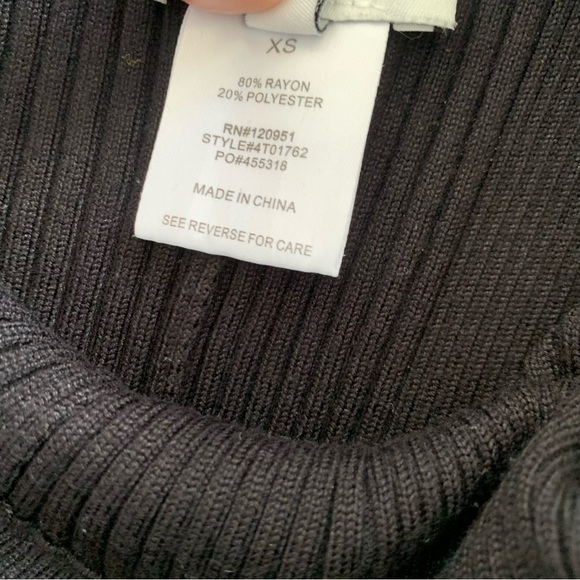 XS
80% RAYON
20% POLYESTER
RN#120951
STYLE#4T01762
PO#455318
MADE IN CHINA
SEE REVERSE FOR CARE